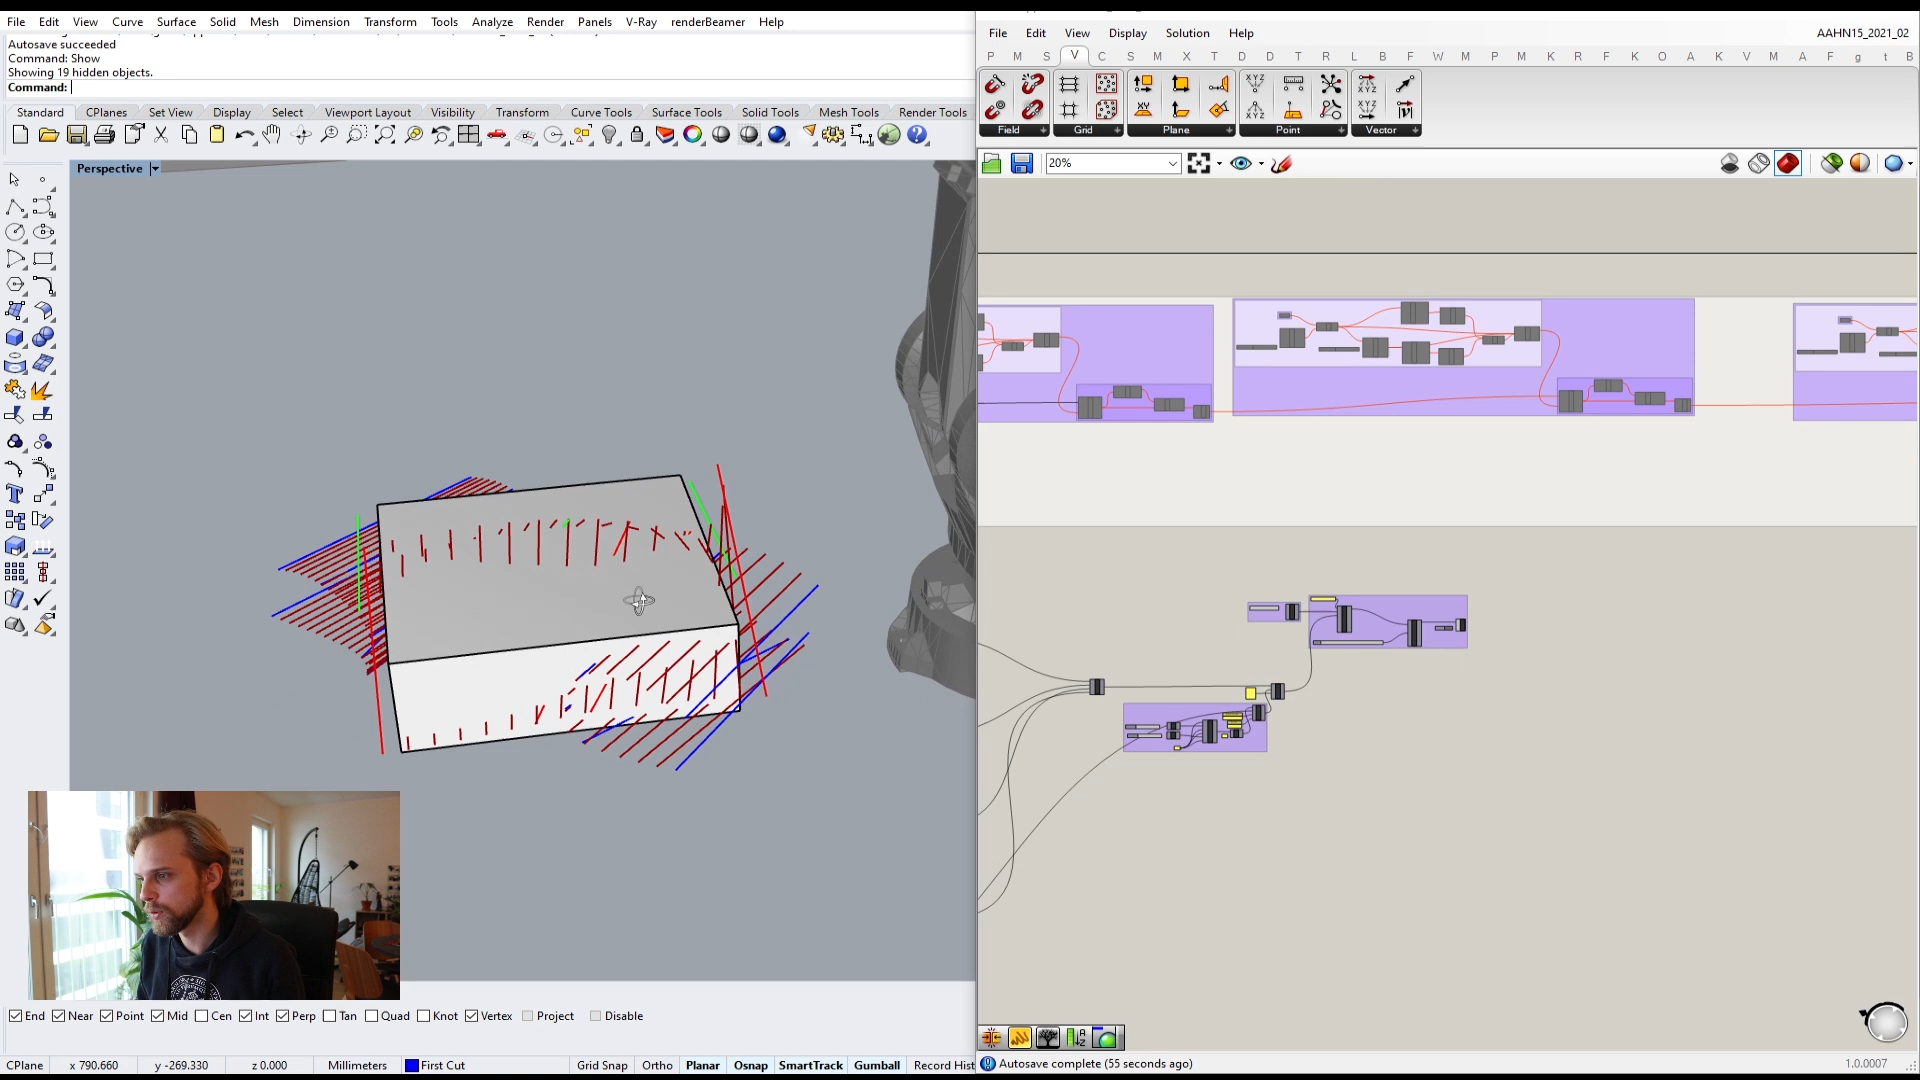 File Edit View Curve Surface Solid Mesh Dimension Transform Tools Analyze Render Panels V-Ray renderBeamer Help
Autosave succeeded
Command: Show
Showing 19 hidden objects.
Command:
Standard CPlanes Set View Display Select Viewport Layout Visibility Transform Curve Tools Surface Tools Solid Tools Mesh Tools Render Tools
Perspective
End Near Point Mid Cen Int Perp Tan Quad Knot Vertex Project Disable
CPlane x 790.660 y -269.330 z 0.000 Millimeters First Cut Grid Snap Ortho Planar Osnap SmartTrack Gumball Record Hist
File Edit View Display Solution Help AAHN15_2021_02
P M S V C S M X T D D T R L B F W M P M K K D F F K O A K V M A F g t B
Field Grid Plane Point Vector
20%
Autosave complete (55 seconds ago) 1.0.0007